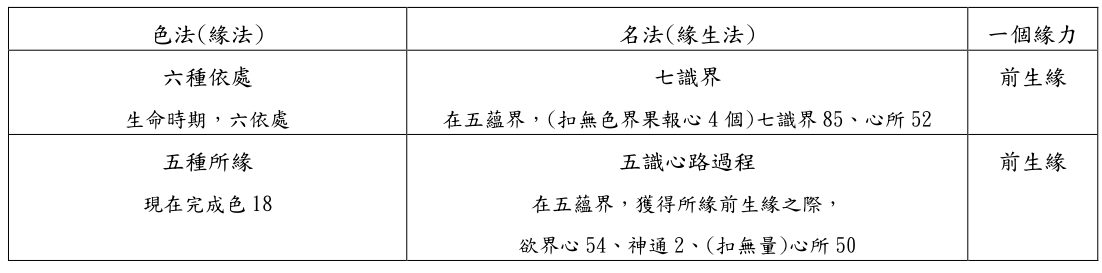 色法(緣法) 名法(緣生法) 一個緣力
六種依處 七識界 前生緣
生命時期，六依處 在五蘊界，(扣無色界果報心 4 個)七識界 85、心所 52
五種所緣 五識心路過程 前生緣
現在完成色 18 在五蘊界，獲得所緣前生緣之際，
欲界心 54、神通 2、(扣無量)心所 50